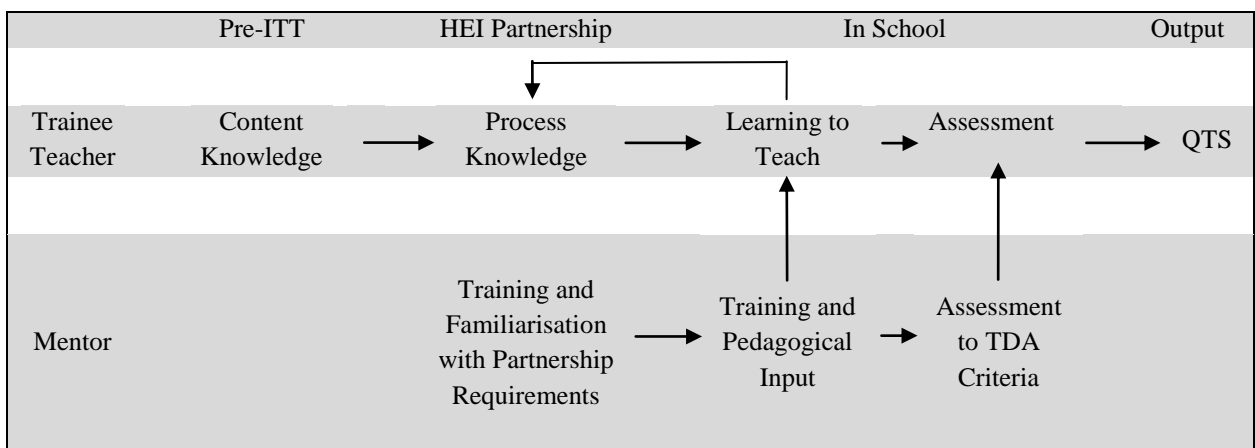 Pre-ITT HEI Partnership In School Output
Trainee
Teacher
Content
Knowledge
Process
Knowledge
Learning to
Teach
Assessment
QTS
Mentor
Training and
Familiarisation
with Partnership
Requirements
Training and
Pedagogical
Input
Assessment
to TDA
Criteria